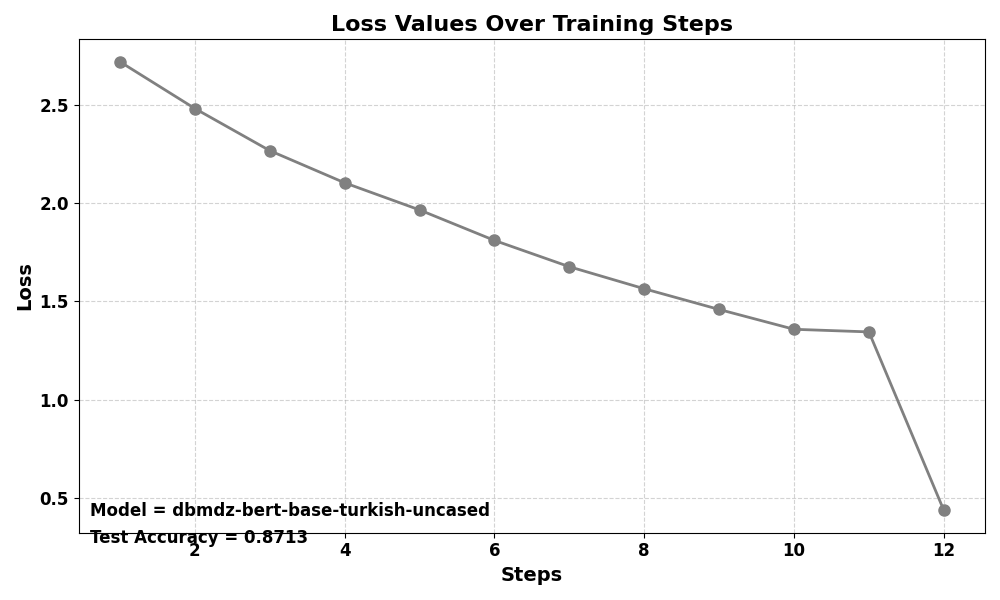 Loss Values Over Training Steps
2.5
2.0
1.5
1.0
0.5
Loss
Model = dbmdz-bert-base-turkish-uncased
Test Accuracy = 0.8713
2 4 6 8 10 12
Steps